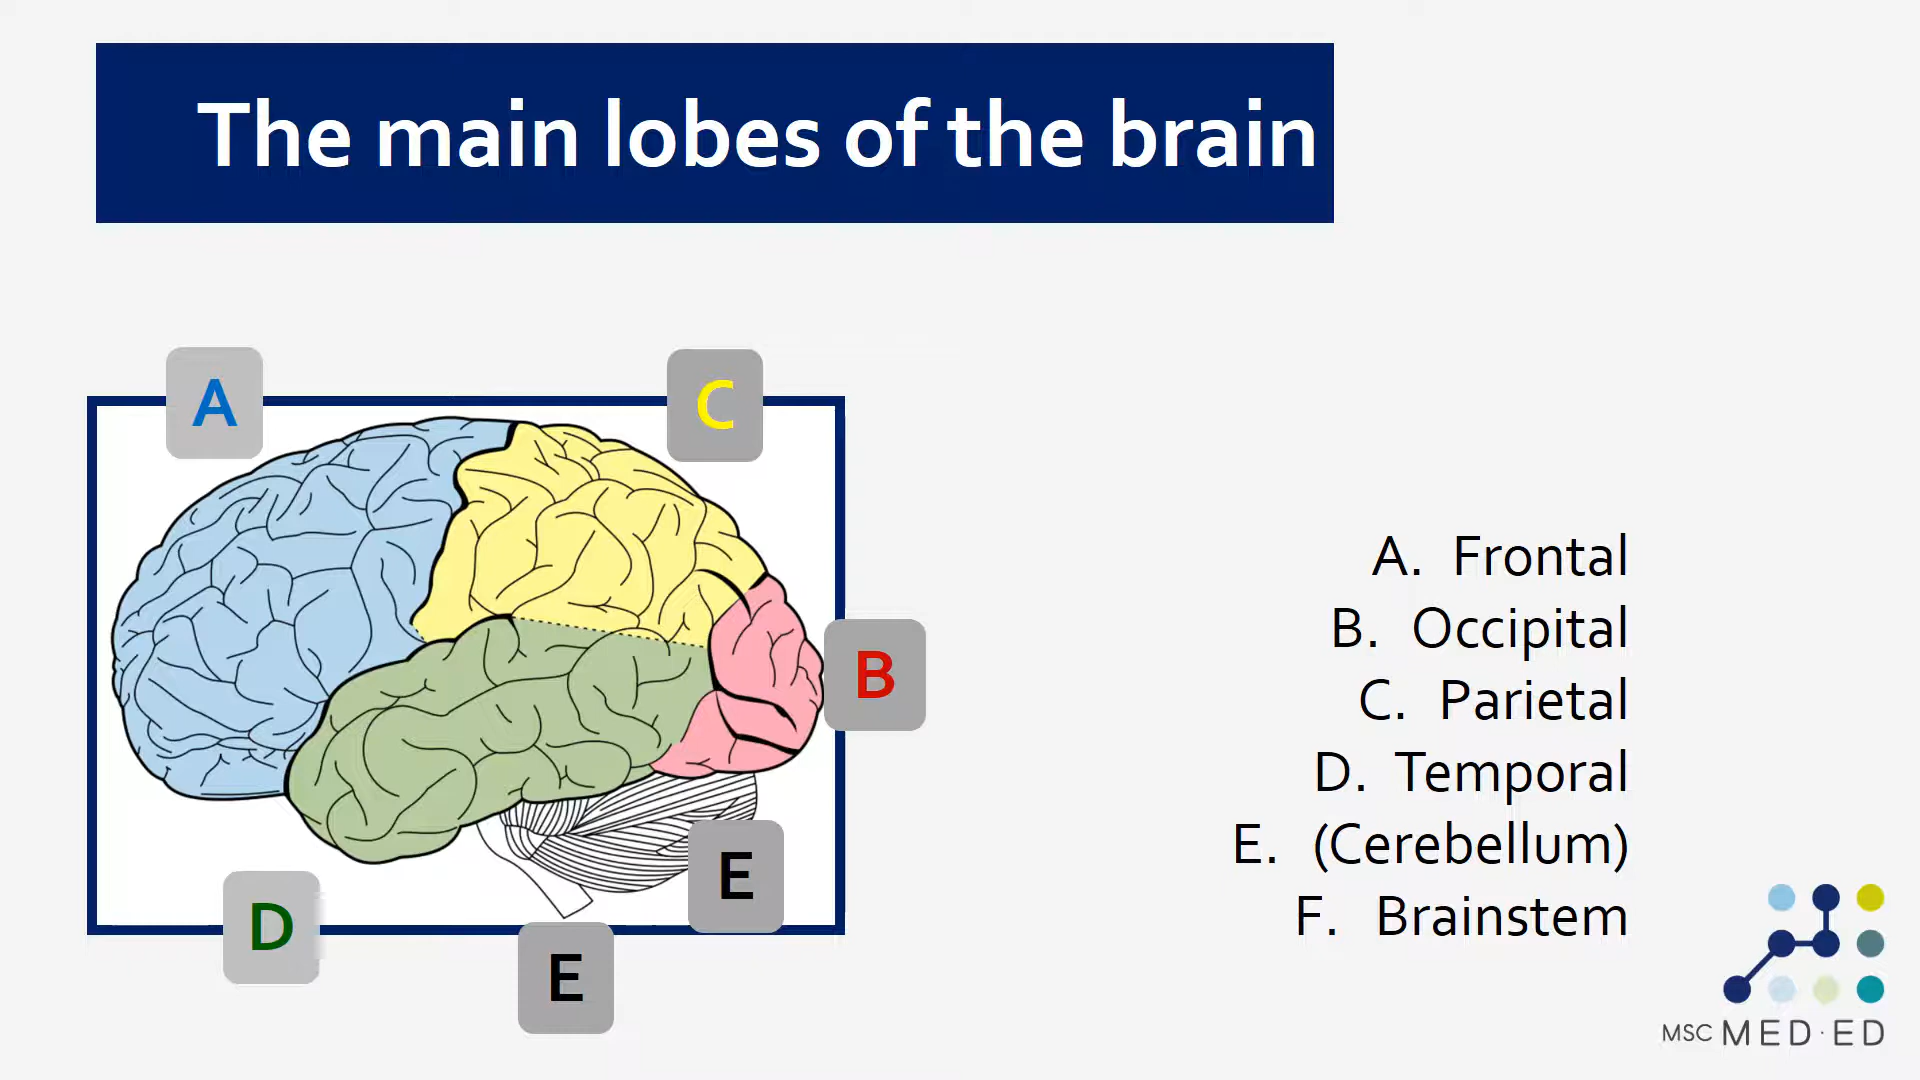 The main lobes of the brain
A
C
B
E
D
E
A. Frontal
B. Occipital
C. Parietal
D. Temporal
E. (Cerebellum)
F. Brainstem
MSC MED·ED